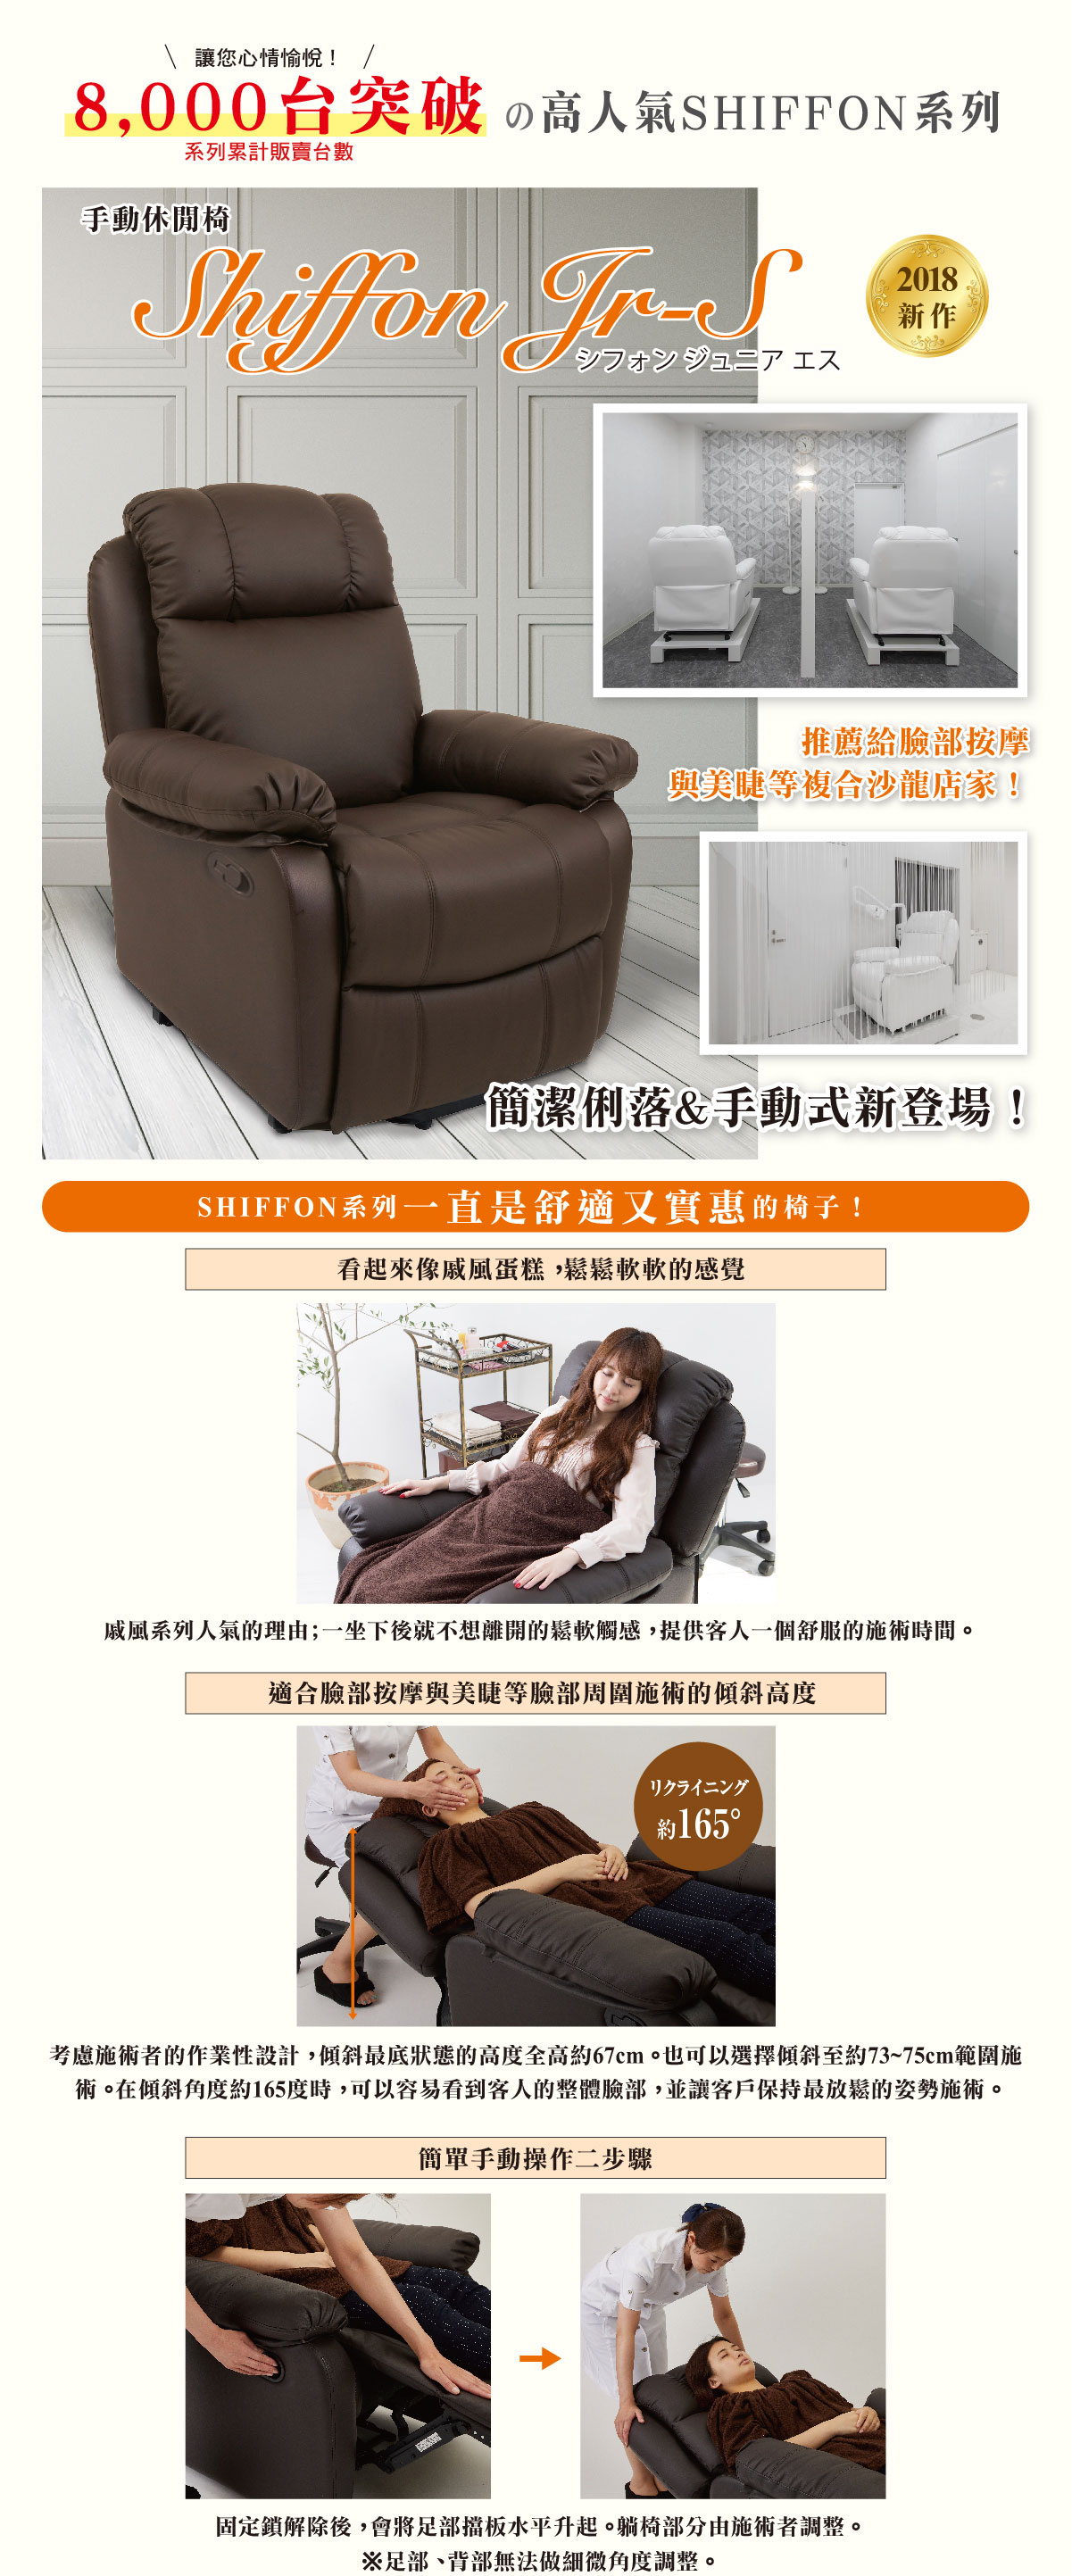 讓您心情愉悅！
8,000台突破の高人氣SHIFFON系列
系列累計販賣台數
手動休閒椅
Shiffon Jr-S
シフォン ジュニア エス
2018
新作
推薦給臉部按摩
與美睫等複合沙龍店家！
簡潔俐落&手動式新登場！
SHIFFON系列一直是舒適又實惠的椅子！
看起來像戚風蛋糕，鬆鬆軟軟的感覺
戚風系列人氣的理由；一坐下後就不想離開的鬆軟觸感，提供客人一個舒服的施術時間。
適合臉部按摩與美睫等臉部周圍施術的傾斜高度
リクライニング
約165°
考慮施術者的作業性設計，傾斜最底狀態的高度全高約67cm。也可以選擇傾斜至約73~75cm範圍施
術。在傾斜角度約165度時，可以容易看到客人的整體臉部，並讓客戶保持最放鬆的姿勢施術。
簡單手動操作二步驟
固定鎖解除後，會將足部擋板水平升起。躺椅部分由施術者調整。
※足部、背部無法做細微角度調整。